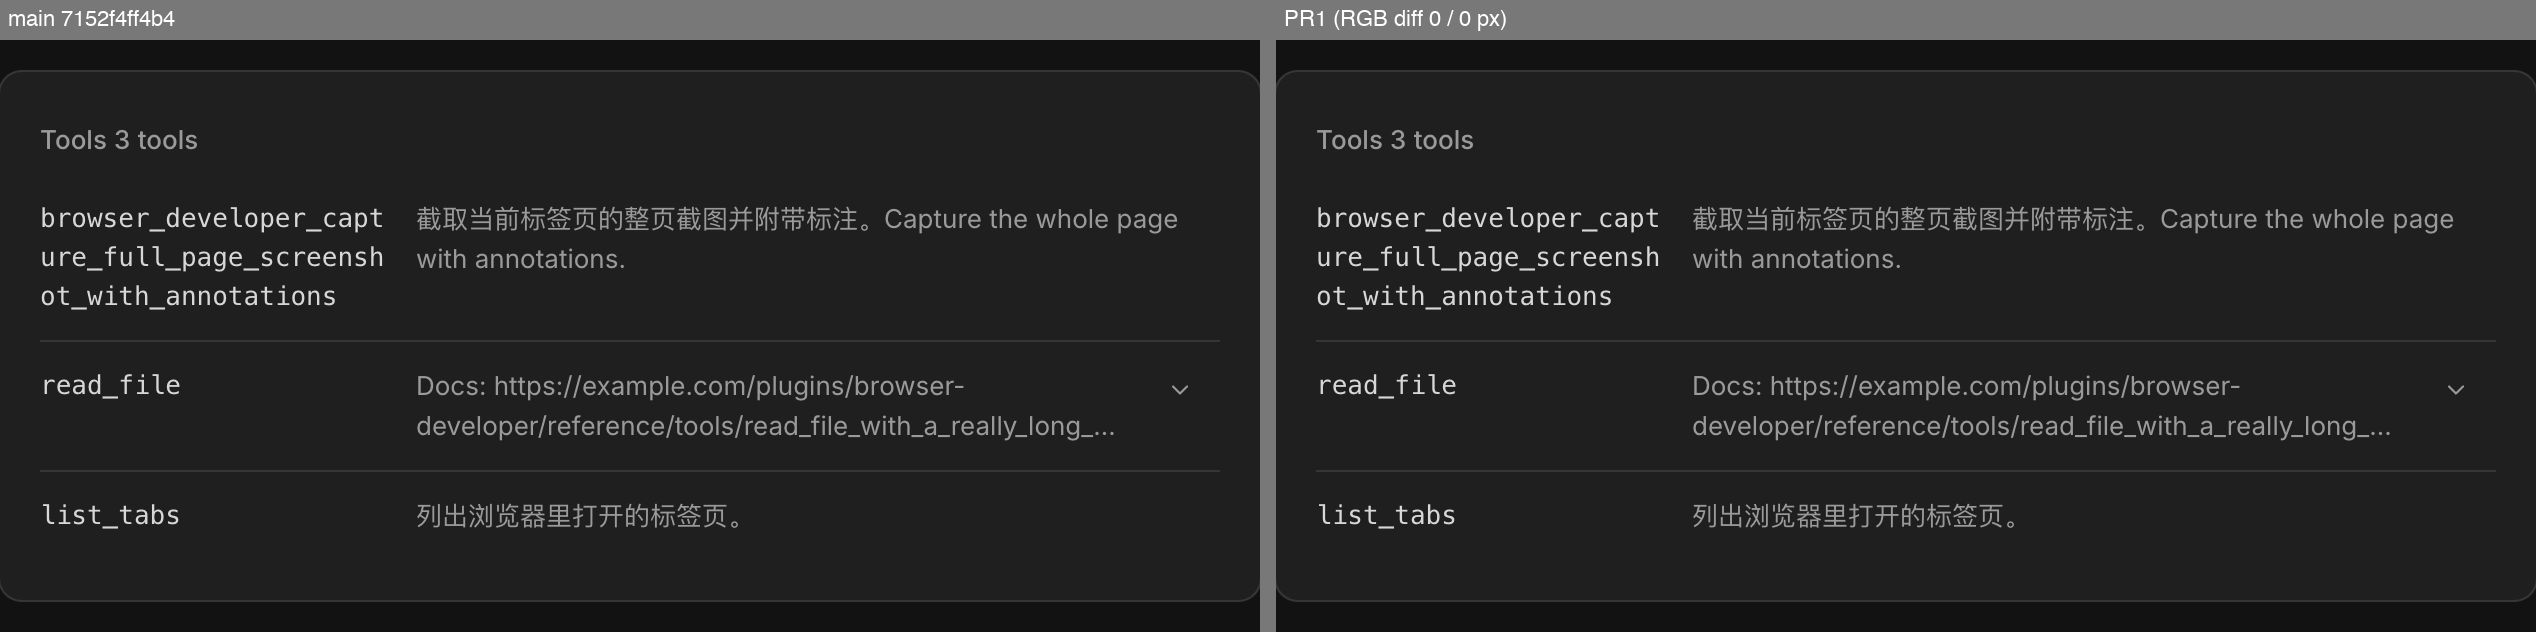 main 7152f4ff4b4
PR1 (RGB diff 0 / 0 px)
Tools 3 tools
browser_developer_capt
ure_full_page_screensh
ot_with_annotations
截取当前标签页的整页截图并附带标注。Capture the whole page
with annotations.
read_file
Docs: https://example.com/plugins/browser-
developer/reference/tools/read_file_with_a_really_long_...
list_tabs
列出浏览器里打开的标签页。
Tools 3 tools
browser_developer_capt
ure_full_page_screensh
ot_with_annotations
截取当前标签页的整页截图并附带标注。Capture the whole page
with annotations.
read_file
Docs: https://example.com/plugins/browser-
developer/reference/tools/read_file_with_a_really_long_...
list_tabs
列出浏览器里打开的标签页。